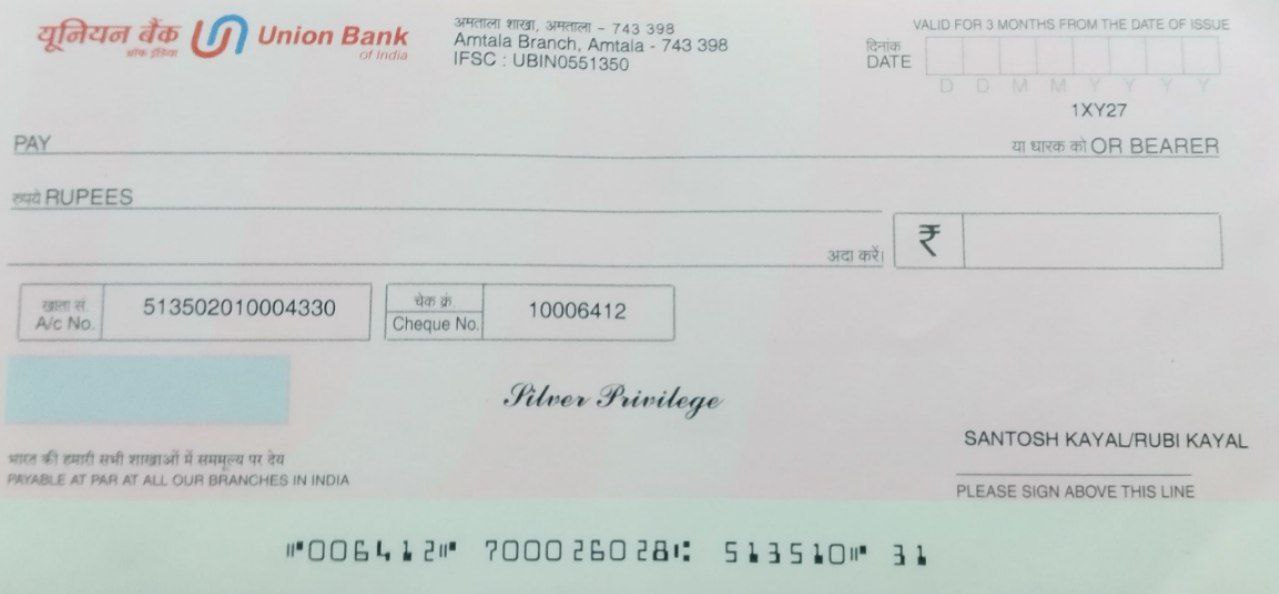 यूनियन बैंक Union Bank
ऑफ इंडिया of India
अमताला शाखा, अमताला - 743 398
Amtala Branch, Amtala - 743 398
IFSC : UBIN0551350
VALID FOR 3 MONTHS FROM THE DATE OF ISSUE
दिनांक
DATE
D D M M Y Y Y Y
1XY27
PAY या धारक को OR BEARER
रुपये RUPEES
अदा करें। ₹
खाता सं.
A/c No. 513502010004330
चेक क्रं.
Cheque No. 10006412
Silver Privilege
SANTOSH KAYAL/RUBI KAYAL
भारत की हमारी सभी शाखाओं में सममूल्य पर देय
PAYABLE AT PAR AT ALL OUR BRANCHES IN INDIA
PLEASE SIGN ABOVE THIS LINE
⑈006412⑈ 700026028⑆ 513510⑈ 31